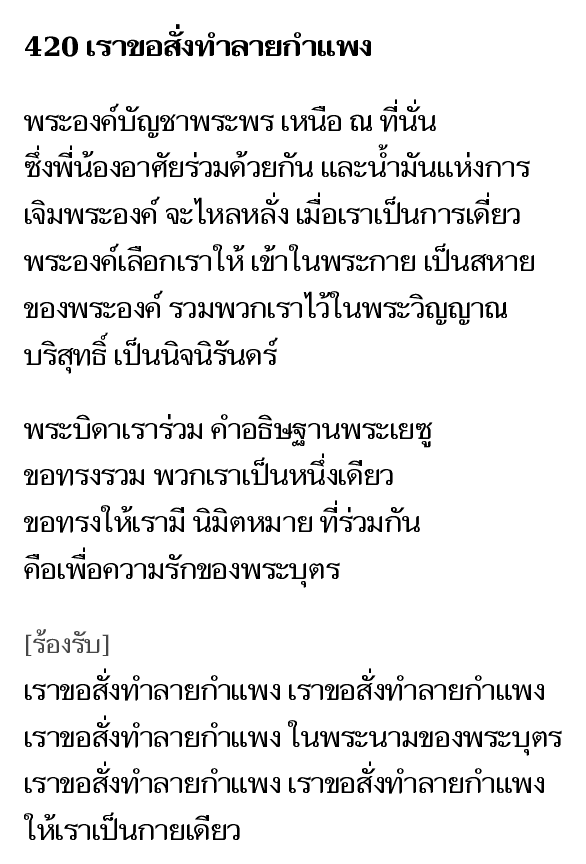 420 เราขอสั่งทำลายกำแพง
พระองค์บัญชาพระพร เหนือ ณ ที่นั่น
ซึ่งพี่น้องอาศัยร่วมด้วยกัน และน้ำมันแห่งการ
เจิมพระองค์ จะไหลหลั่ง เมื่อเราเป็นการเดี่ยว
พระองค์เลือกเราให้ เข้าในพระกาย เป็นสหาย
ของพระองค์ รวมพวกเราไว้ในพระวิญญาณ
บริสุทธิ์ เป็นนิจนิรันดร์
พระบิดาเราร่วม คำอธิษฐานพระเยซู
ขอทรงรวม พวกเราเป็นหนึ่งเดียว
ขอทรงให้เรามี นิมิตหมาย ที่ร่วมกัน
คือเพื่อความรักของพระบุตร
[ร้องรับ]
เราขอสั่งทำลายกำแพง เราขอสั่งทำลายกำแพง
เราขอสั่งทำลายกำแพง ในพระนามของพระบุตร
เราขอสั่งทำลายกำแพง เราขอสั่งทำลายกำแพง
ให้เราเป็นกายเดียว